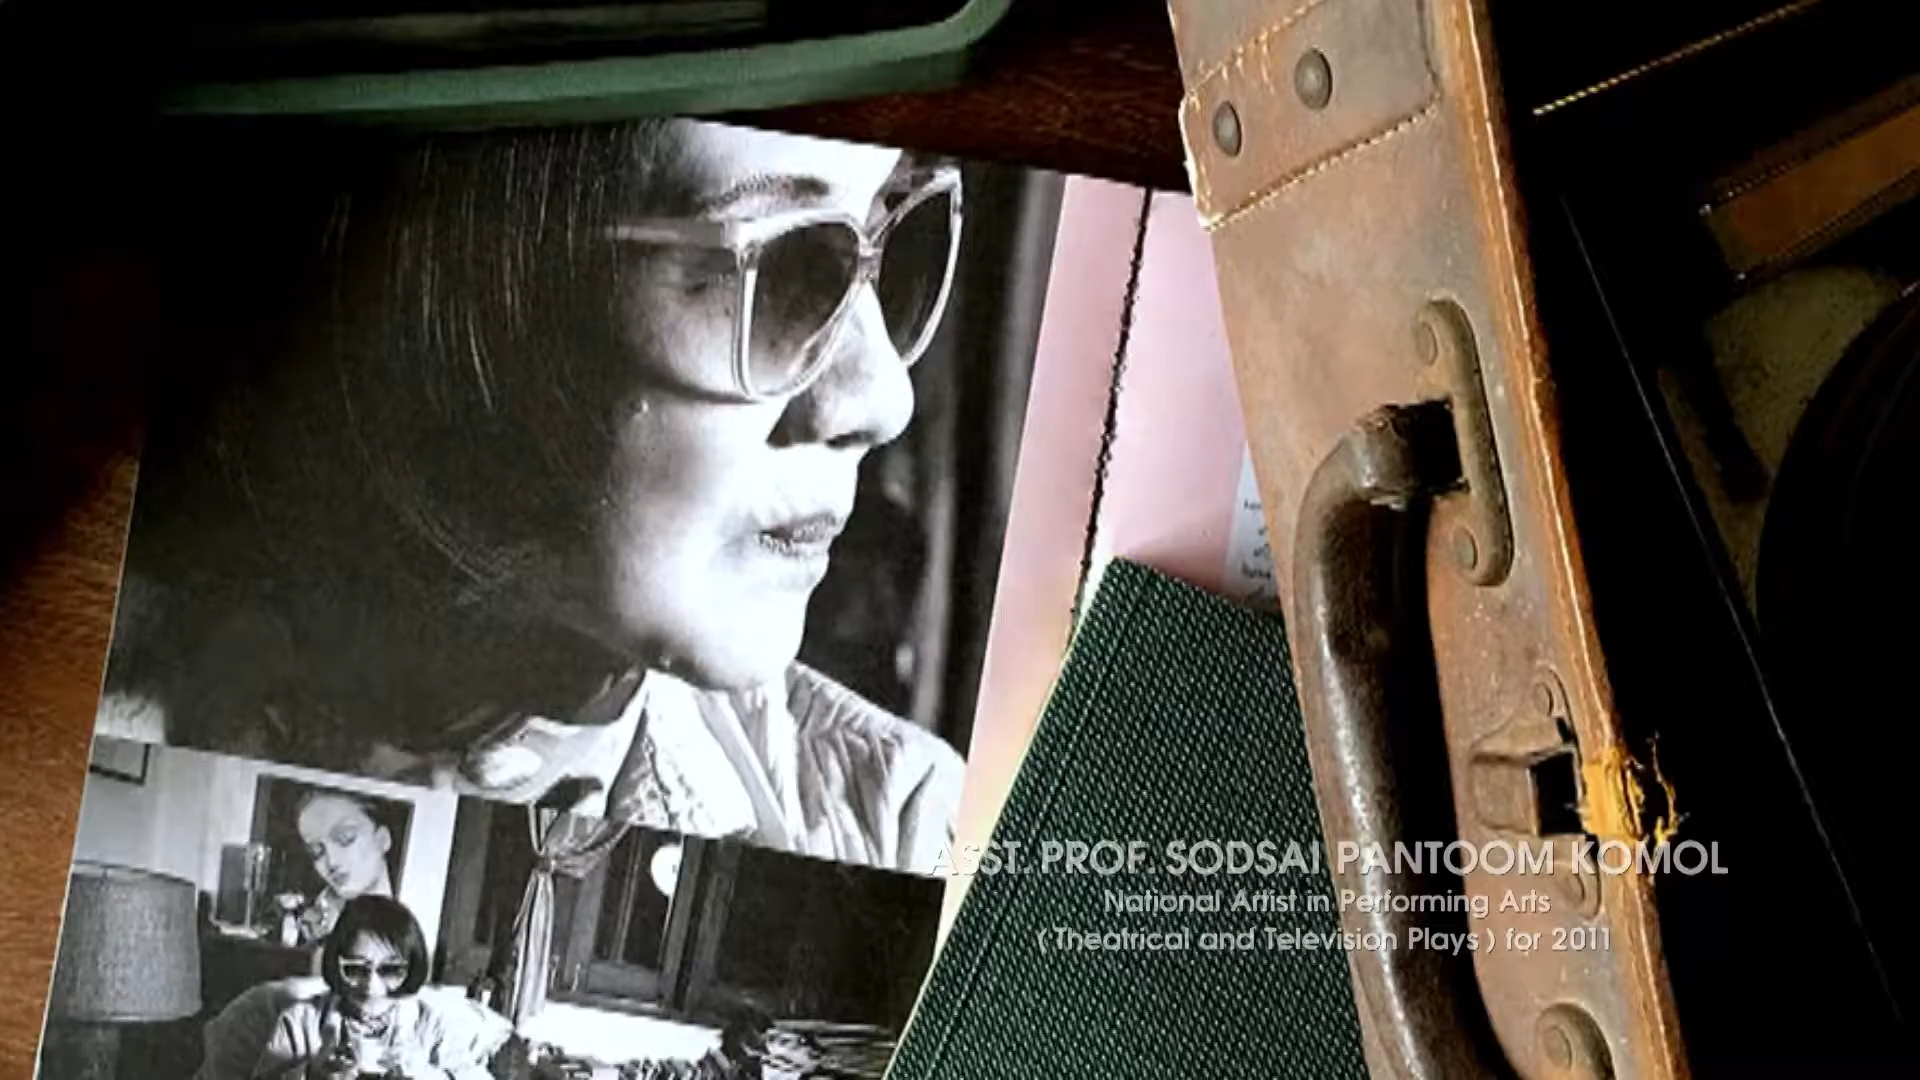 ASST. PROF. SODSAI PANTOOM KOMOL
National Artist in Performing Arts
(Theatrical and Television Plays) for 2011